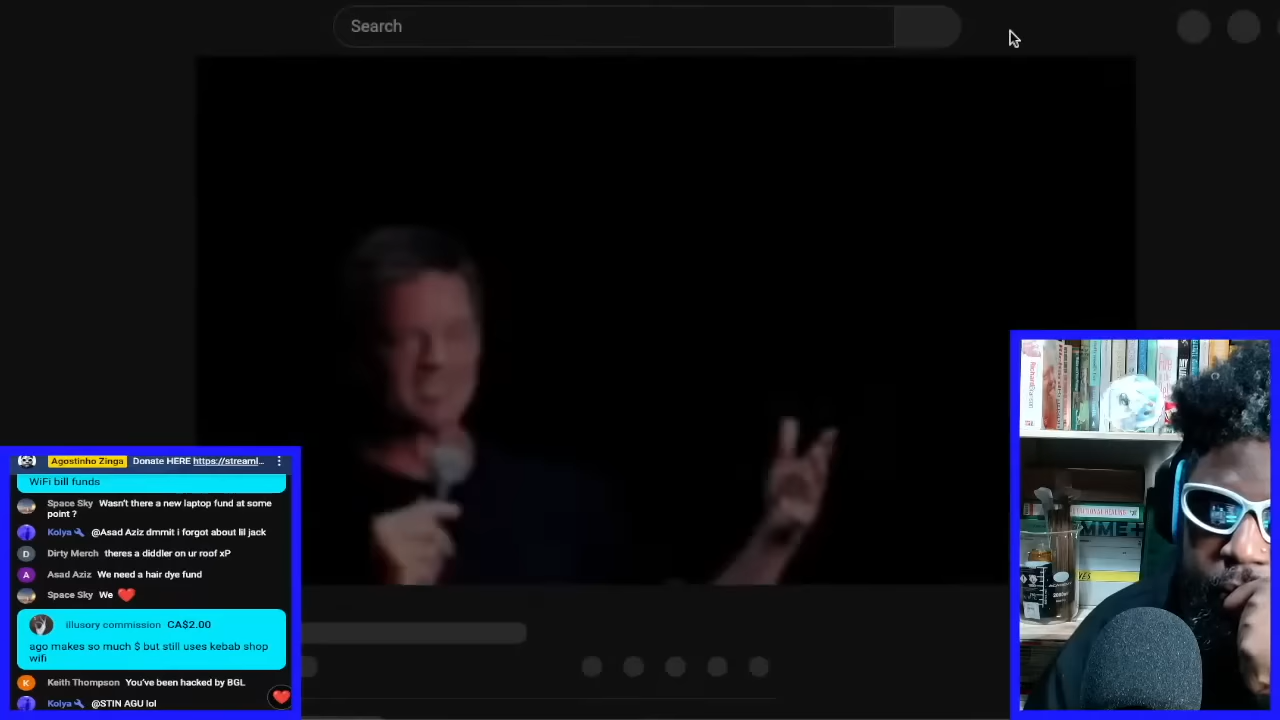 Search
Agostinho Zinga Donate HERE https://streaml...
WiFi bill funds
Space Sky Wasn't there a new laptop fund at some
point ?
Kolya @Asad Aziz dmmit i forgot about lil jack
D Dirty Merch theres a diddler on ur roof xP
A Asad Aziz We need a hair dye fund
Space Sky We ❤️
illusory commission CA$2.00
ago makes so much $ but still uses kebab shop
wifi
K Keith Thompson You've been hacked by BGL
Kolya @STIN AGU lol